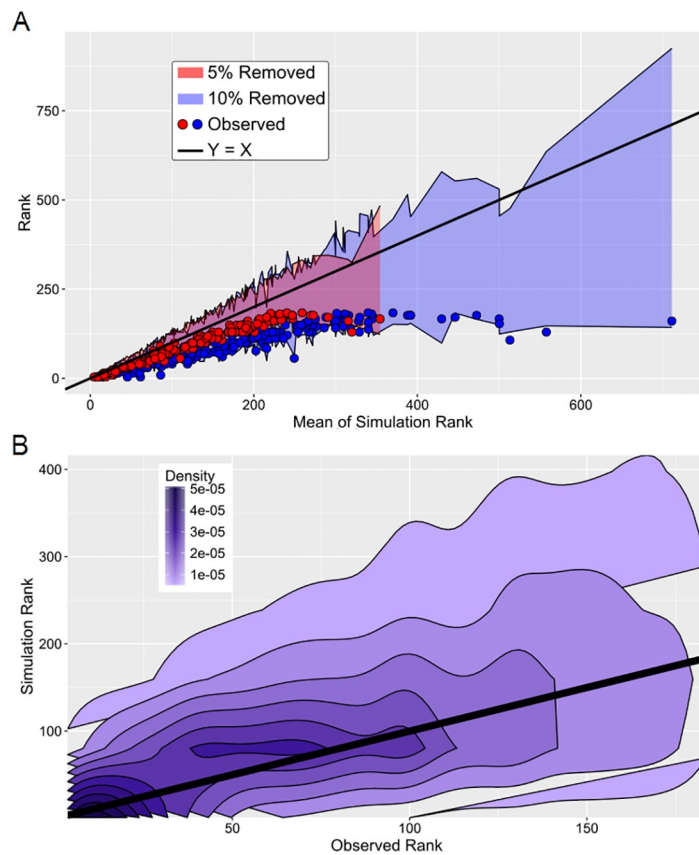 A
5% Removed
10% Removed
Observed
Y = X
Rank
750
500
250
0
0
200
400
600
Mean of Simulation Rank
B
Density
5e-05
4e-05
3e-05
2e-05
1e-05
Simulation Rank
400
300
200
100
50
100
150
Observed Rank